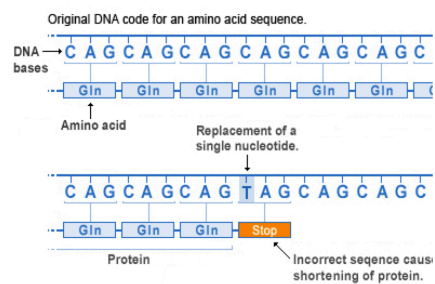 Original DNA code for an amino acid sequence.
DNA bases
C A G C A G C A G C A G C A G C A G C
Gln Gln Gln Gln Gln Gln
Amino acid
Replacement of a
single nucleotide.
C A G C A G C A G T A G C A G C A G C
Gln Gln Gln Stop
Protein
Incorrect seqence cause
shortening of protein.